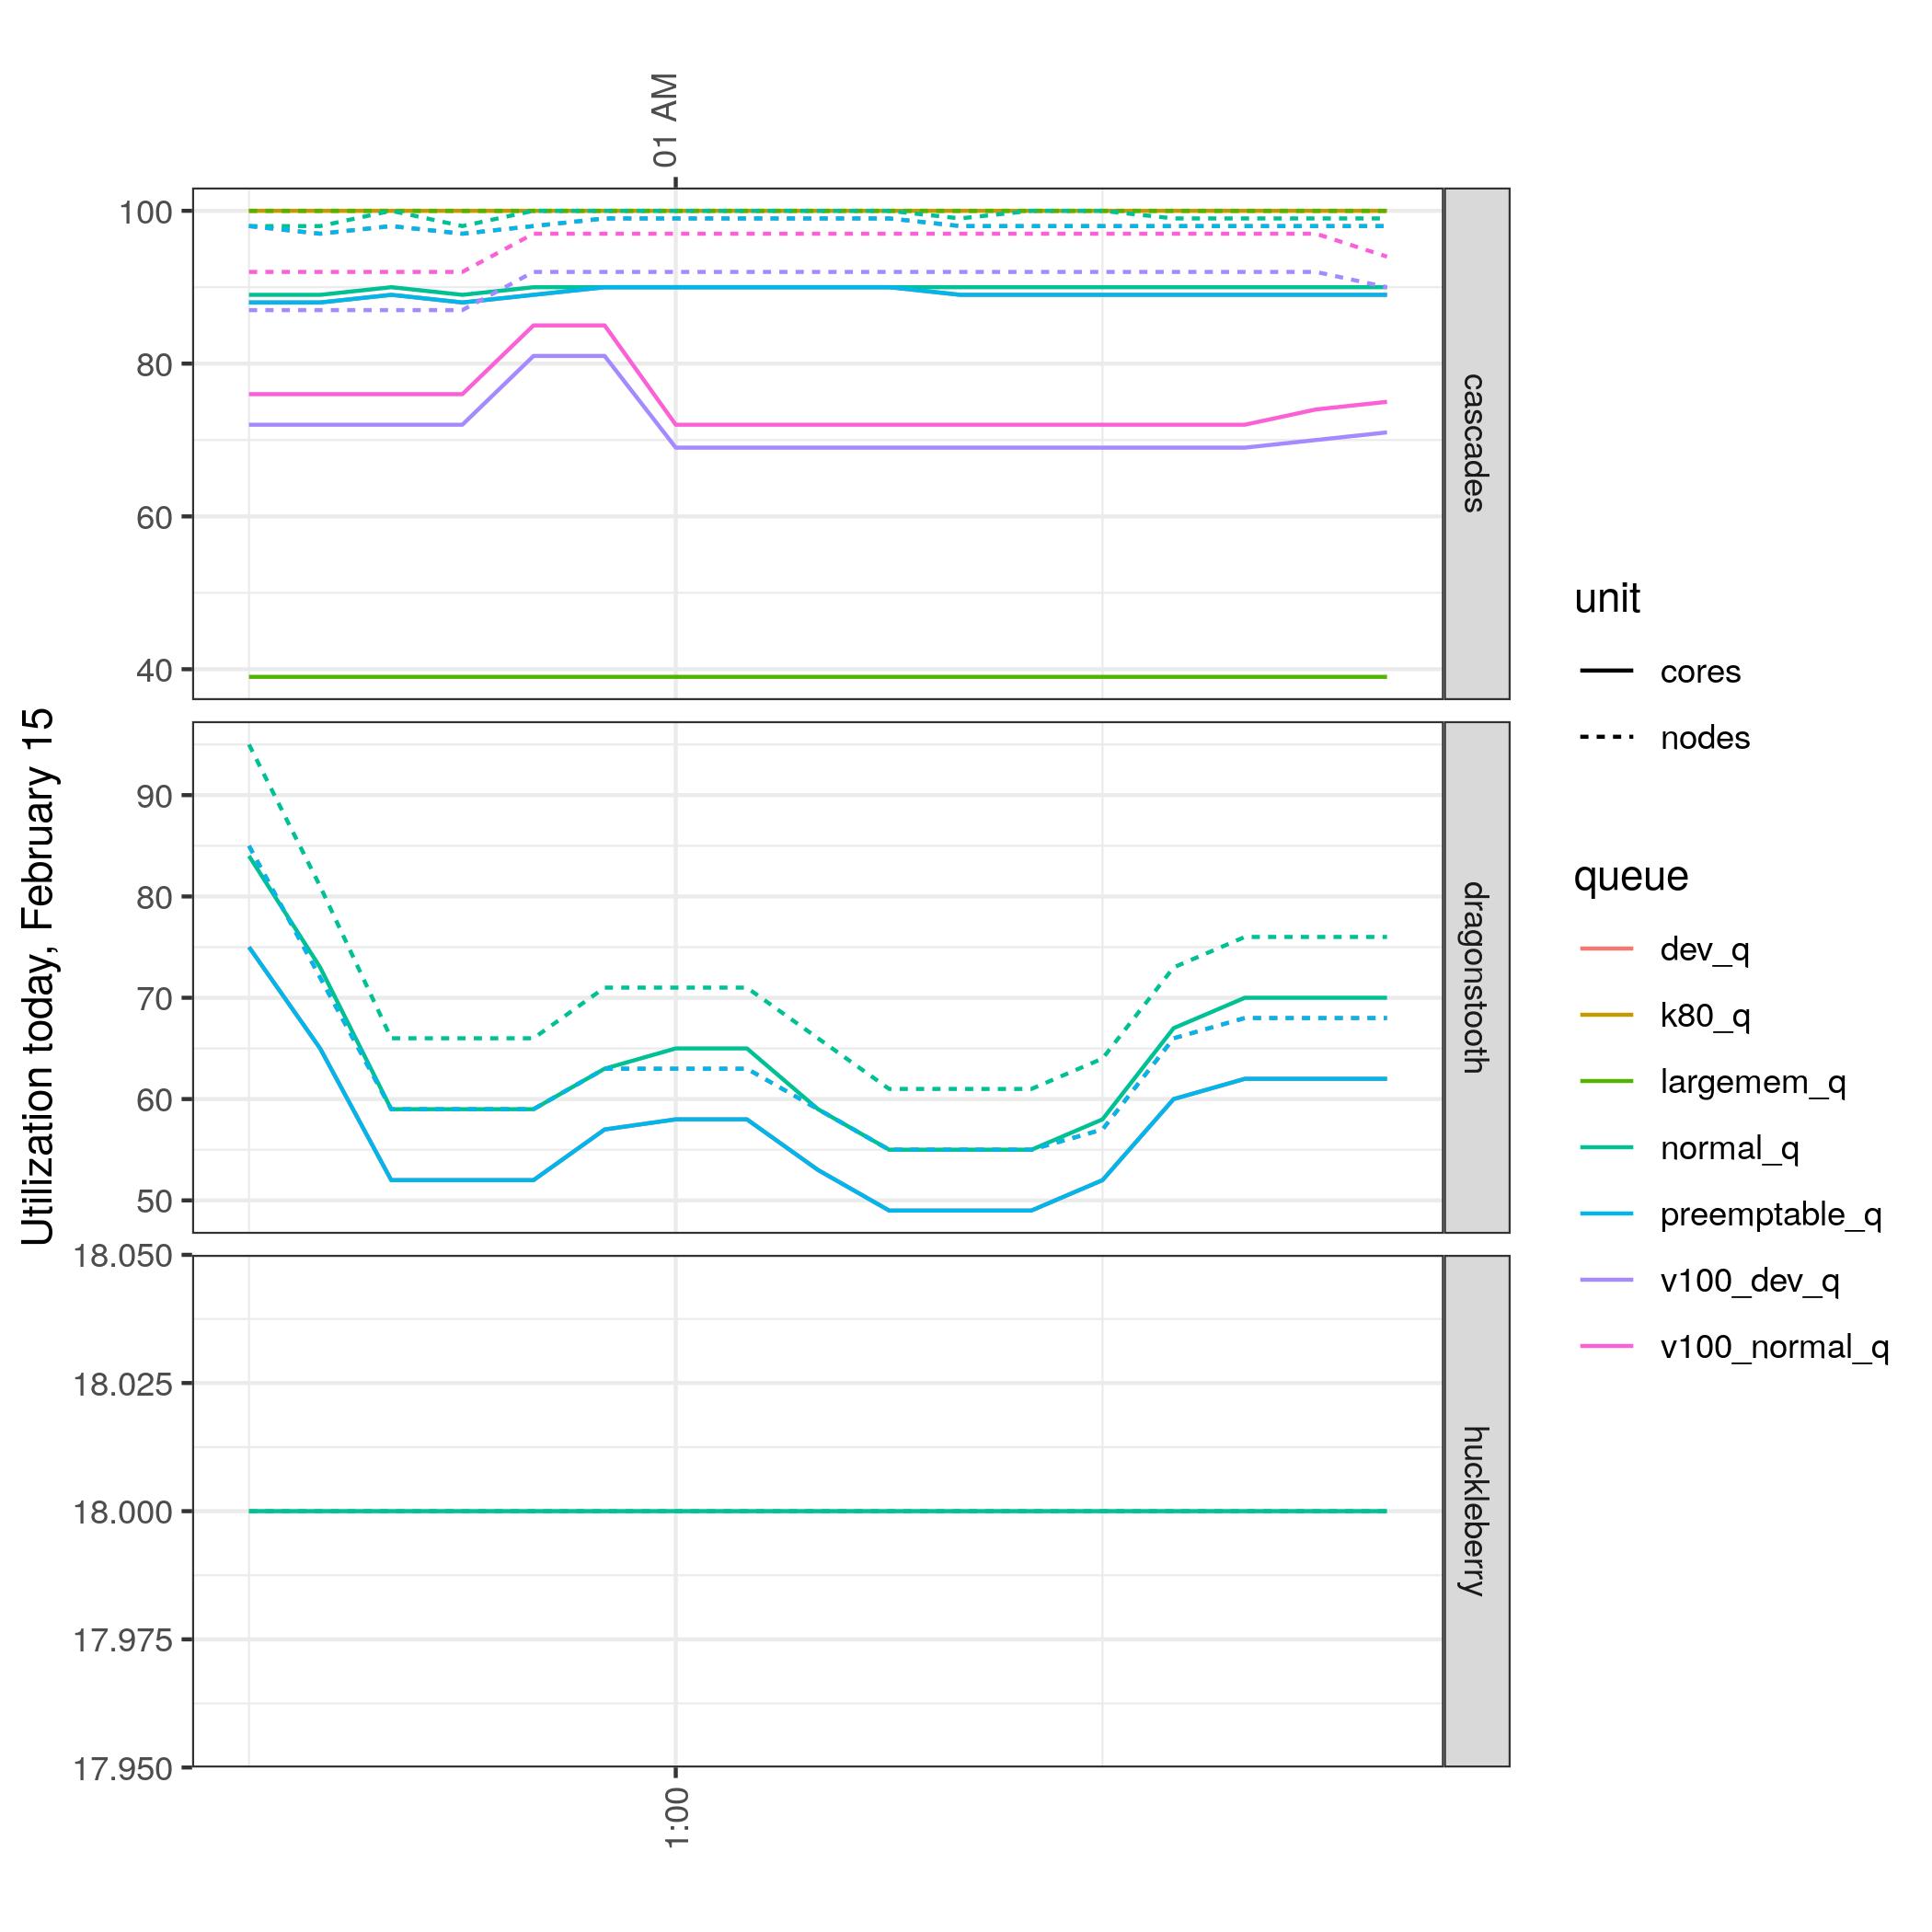 01 AM
100
80
60
40
cascades
90
80
70
60
50
dragonstooth
18.050
18.025
18.000
17.975
17.950
huckleberry
1:00
Utilization today, February 15
unit
cores
nodes
queue
dev_q
k80_q
largemem_q
normal_q
preemptable_q
v100_dev_q
v100_normal_q